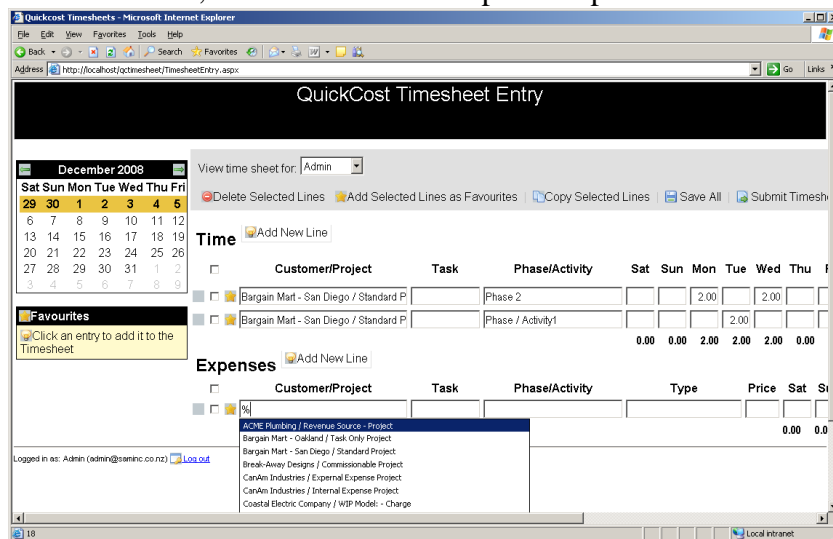 Quickcost Timesheets - Microsoft Internet Explorer
File Edit View Favorites Tools Help
Back Search Favorites
Address http://localhost/qctimesheet/TimesheetEntry.aspx Go Links
QuickCost Timesheet Entry
December 2008
Sat Sun Mon Tue Wed Thu Fri
29 30 1 2 3 4 5
6 7 8 9 10 11 12
13 14 15 16 17 18 19
20 21 22 23 24 25 26
27 28 29 30 31 1 2
3 4 5 6 7 8 9
Favourites
Click an entry to add it to the
Timesheet
View time sheet for: Admin
Delete Selected Lines Add Selected Lines as Favourites Copy Selected Lines Save All Submit Timesh
Time Add New Line
Customer/Project Task Phase/Activity Sat Sun Mon Tue Wed Thu F
Bargain Mart - San Diego / Standard P Phase 2 2.00 2.00
Bargain Mart - San Diego / Standard P Phase / Activity1 2.00
0.00 0.00 2.00 2.00 2.00 0.00
Expenses Add New Line
Customer/Project Task Phase/Activity Type Price Sat Su
%
0.00 0.0
ACME Plumbing / Revenue Source - Project
Bargain Mart - Oakland / Task Only Project
Bargain Mart - San Diego / Standard Project
Break-Away Designs / Commissionable Project
CanAm Industries / Expernal Expense Project
CanAm Industries / Internal Expense Project
Coastal Electric Company / WIP Model: - Charge
Logged in as: Admin (admin@saminc.co.nz) Log out
18 Local intranet